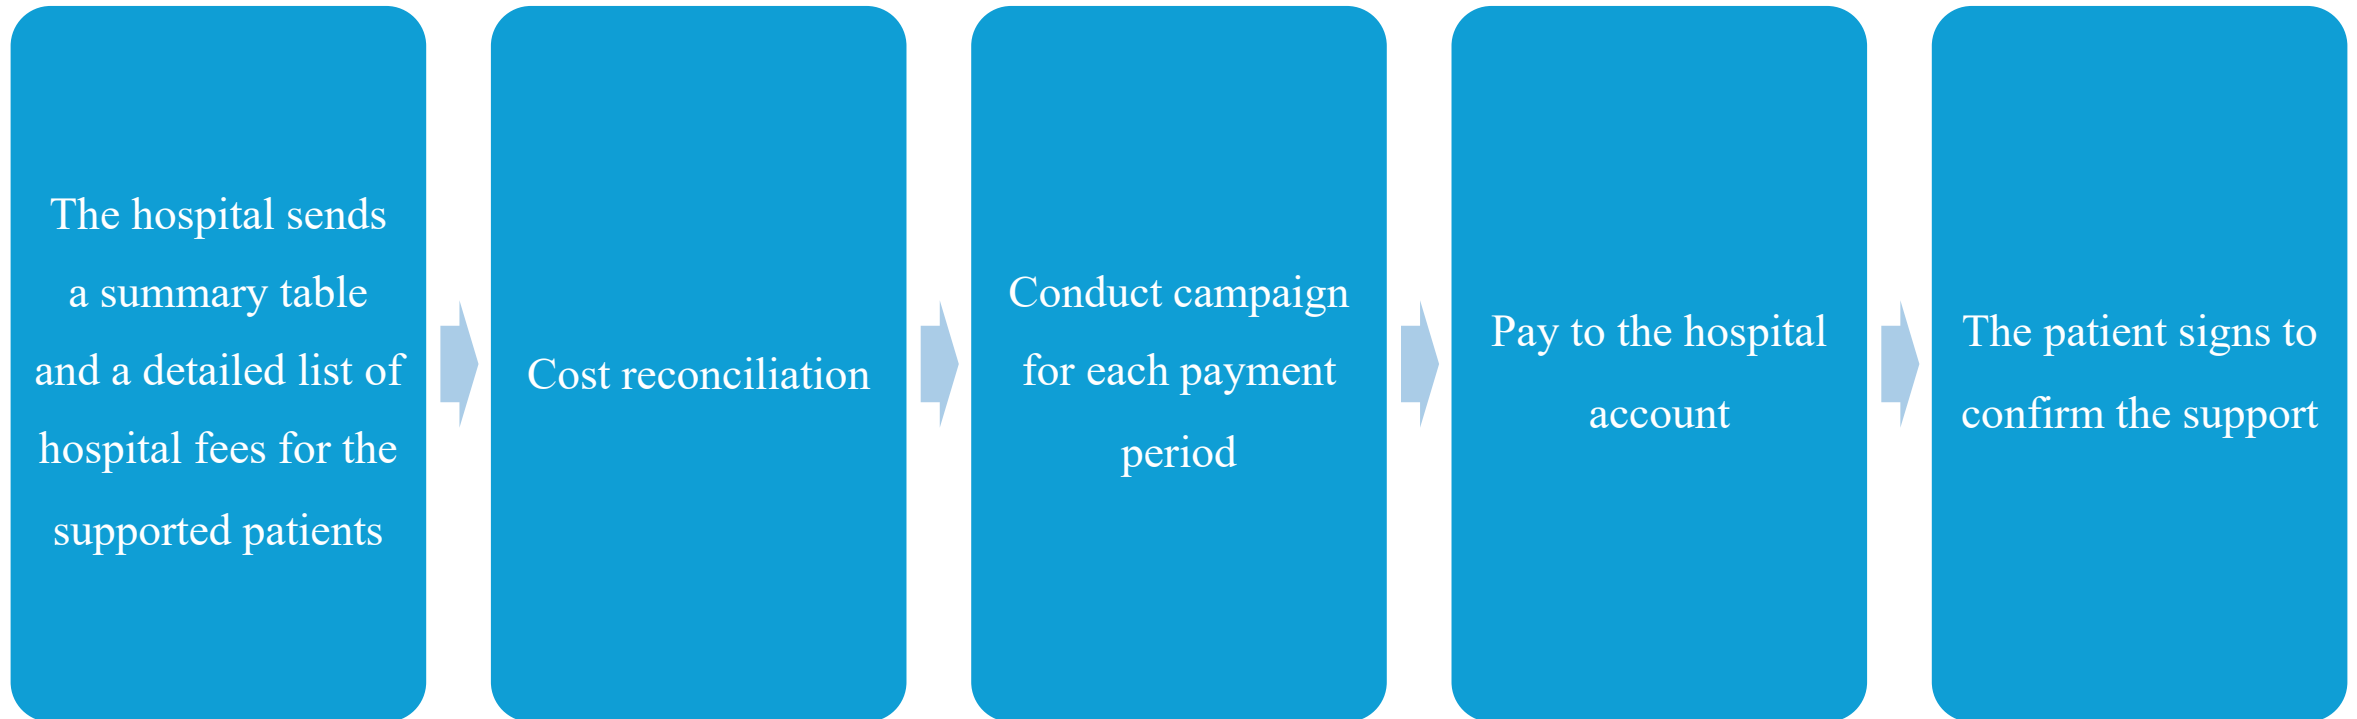 The hospital sends
a summary table
and a detailed list of
hospital fees for the
supported patients
Cost reconciliation
Conduct campaign
for each payment
period
Pay to the hospital
account
The patient signs to
confirm the support